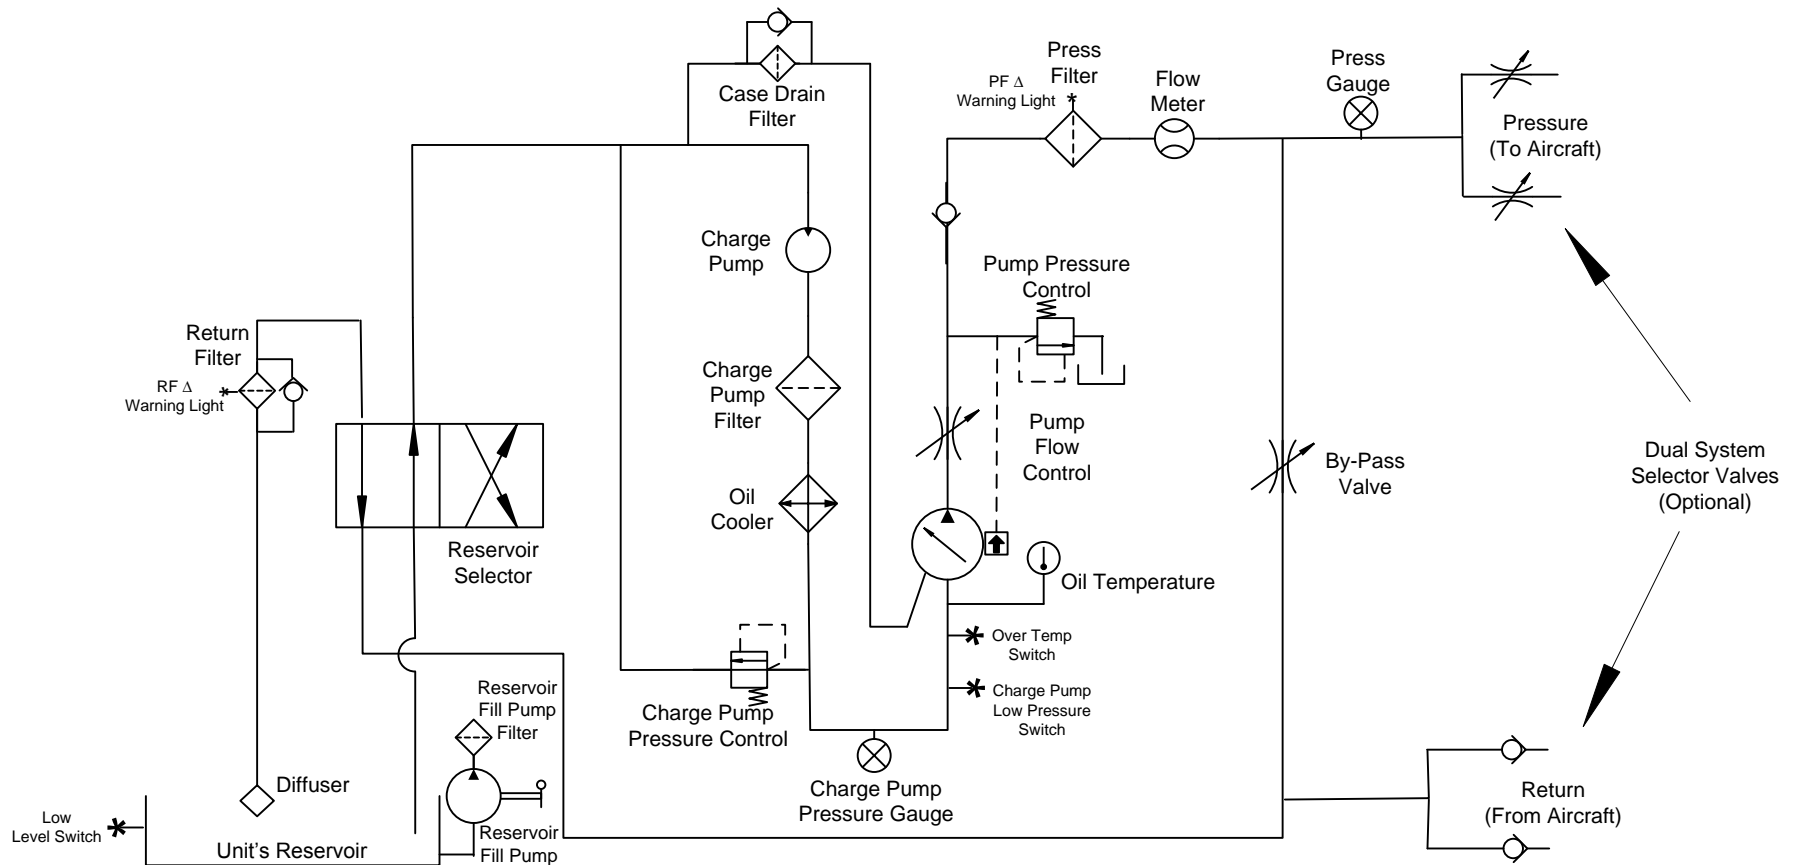 Case Drain
Filter
Press
Filter
PF Δ
Warning Light
Flow
Meter
Press
Gauge
Pressure
(To Aircraft)
Charge
Pump
Pump Pressure
Control
Return
Filter
RF Δ
Warning Light
Charge
Pump
Filter
Pump
Flow
Control
By-Pass
Valve
Dual System
Selector Valves
(Optional)
Oil
Cooler
Reservoir
Selector
Oil Temperature
Over Temp
Switch
Charge Pump
Low Pressure
Switch
Reservoir
Fill Pump
Filter
Charge Pump
Pressure Control
Diffuser
Charge Pump
Pressure Gauge
Return
(From Aircraft)
Low
Level Switch
Unit's Reservoir
Reservoir
Fill Pump